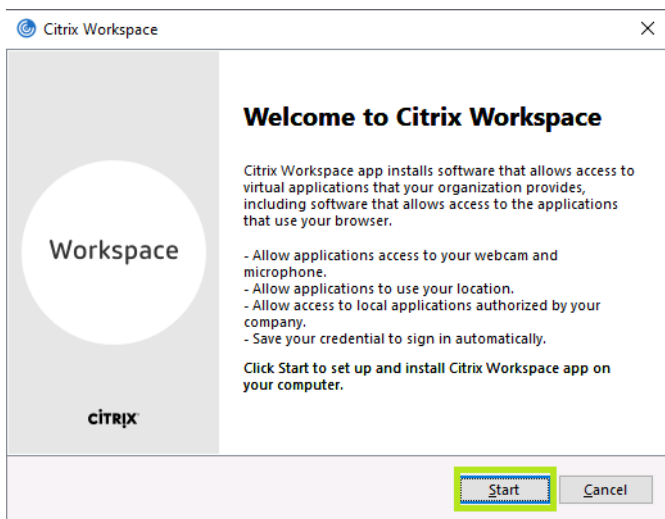 Citrix Workspace
Welcome to Citrix Workspace
Citrix Workspace app installs software that allows access to
virtual applications that your organization provides,
including software that allows access to the applications
that use your browser.
- Allow applications access to your webcam and
microphone.
- Allow applications to use your location.
- Allow access to local applications authorized by your
company.
- Save your credential to sign in automatically.
Click Start to set up and install Citrix Workspace app on
your computer.
Workspace
CİTRIX
Start
Cancel